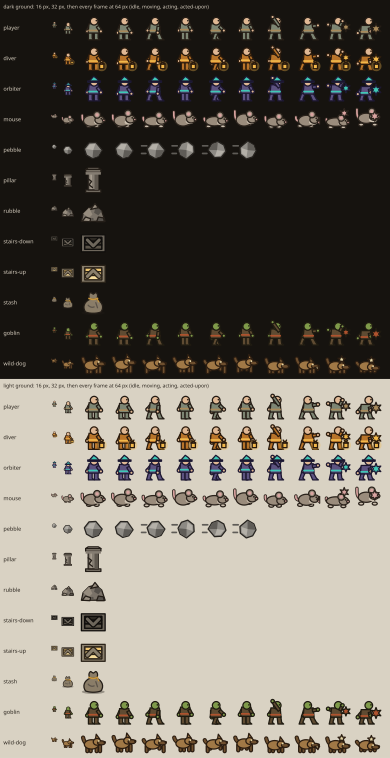 dark ground: 16 px, 32 px, then every frame at 64 px (idle, moving, acting, acted-upon)
player
diver
orbiter
mouse
pebble
pillar
rubble
stairs-down
stairs-up
stash
goblin
wild-dog
light ground: 16 px, 32 px, then every frame at 64 px (idle, moving, acting, acted-upon)
player
diver
orbiter
mouse
pebble
pillar
rubble
stairs-down
stairs-up
stash
goblin
wild-dog